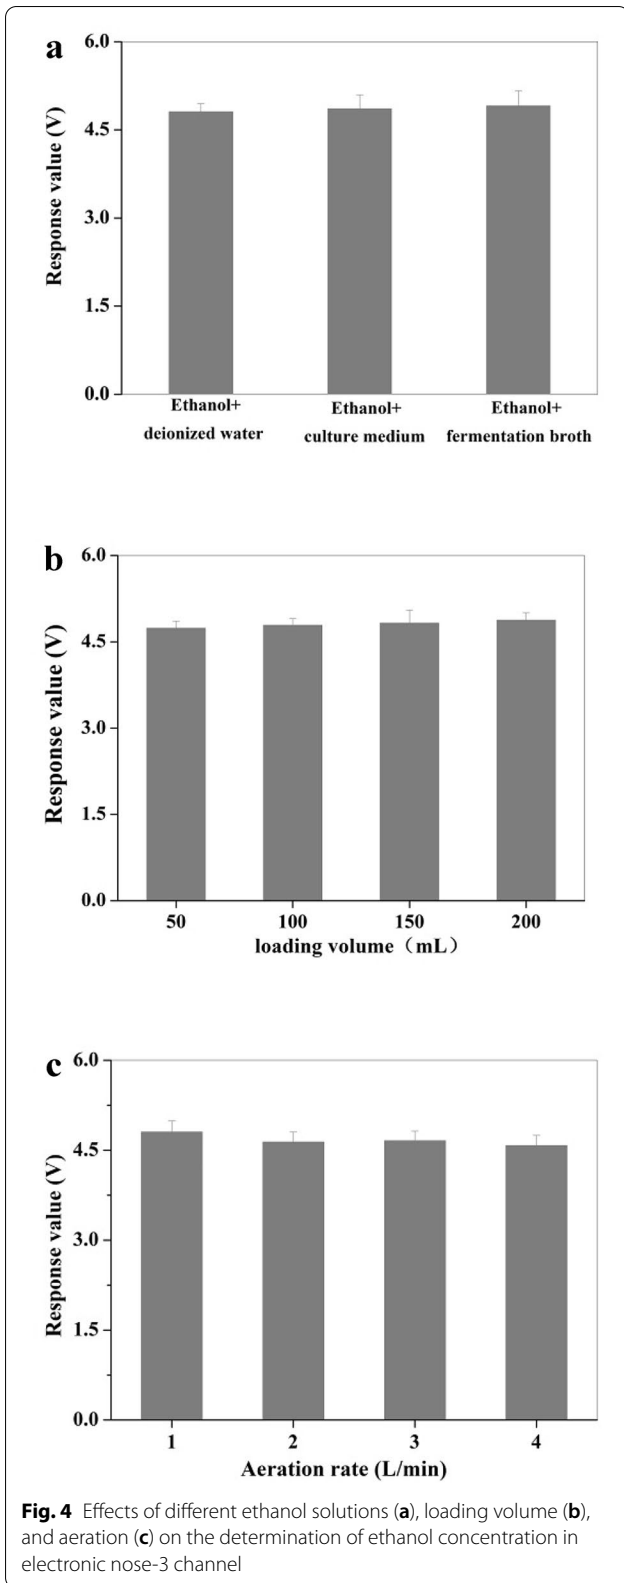 a
6.0
4.5
3.0
1.5
0.0
Response value (V)
Ethanol+ Ethanol+ Ethanol+
deionized water culture medium fermentation broth
b
6.0
4.5
3.0
1.5
0.0
Response value (V)
50 100 150 200
loading volume（mL）
c
6.0
4.5
3.0
1.5
0.0
Response value (V)
1 2 3 4
Aeration rate (L/min)
Fig. 4 Effects of different ethanol solutions (a), loading volume (b),
and aeration (c) on the determination of ethanol concentration in
electronic nose-3 channel